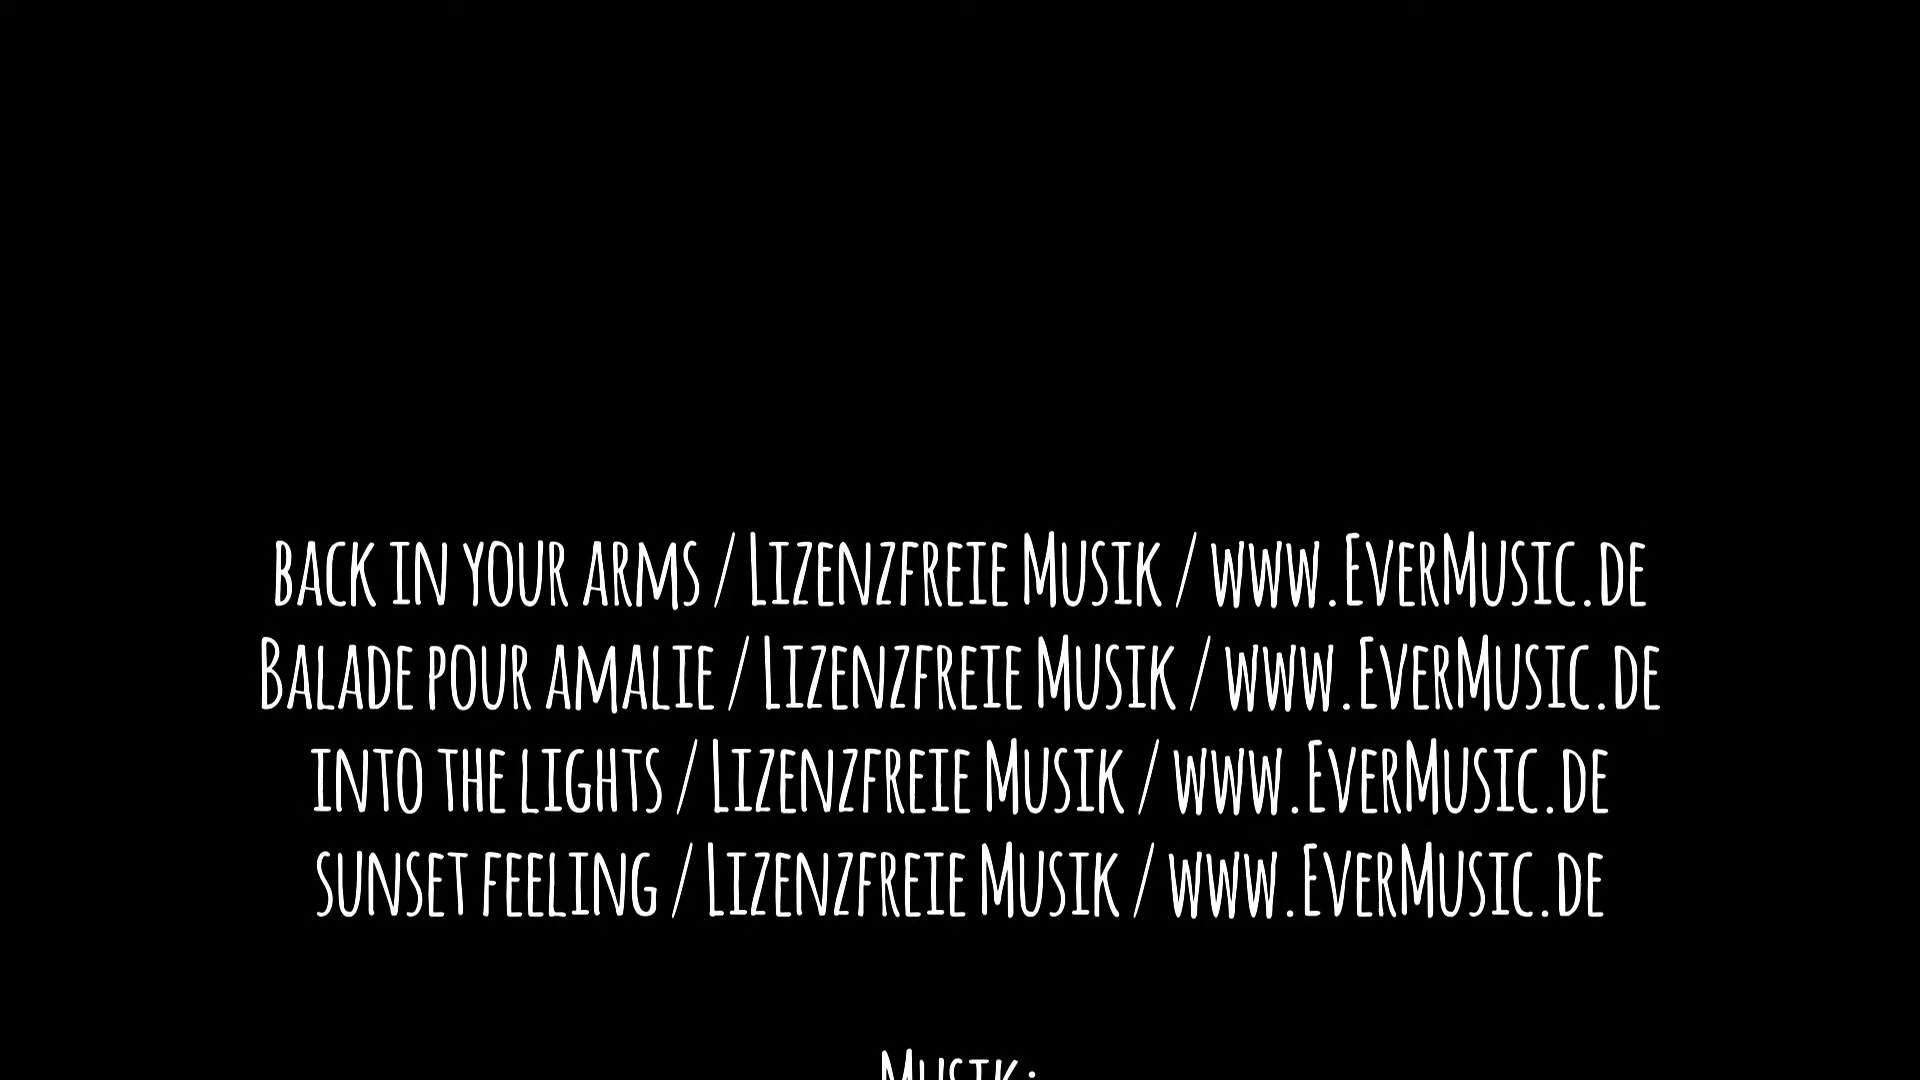 back in your arms / Lizenzfreie Musik / www.EverMusic.de
Balade pour amalie / Lizenzfreie Musik / www.EverMusic.de
into the lights / Lizenzfreie Musik / www.EverMusic.de
sunset feeling / Lizenzfreie Musik / www.EverMusic.de
Musik: